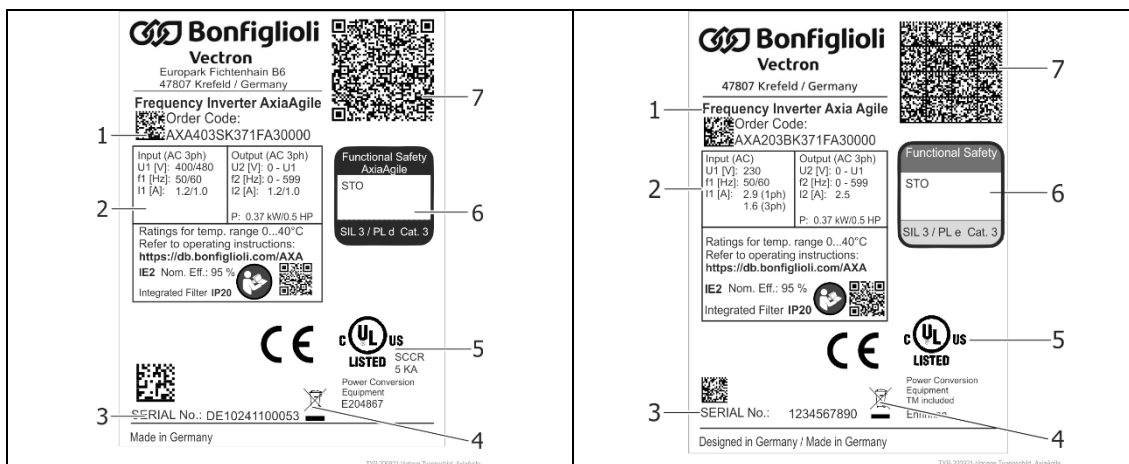 Bonfiglioli
Vectron
Europark Fichtenhain B6
47807 Krefeld / Germany
Frequency Inverter AxiaAgile
Order Code:
1
AXA403SK371FA30000
7
Input (AC 3ph)
U1 [V]: 400/480
f1 [Hz]: 50/60
I1 [A]: 1.2/1.0
Output (AC 3ph)
U2 [V]: 0 - U1
f2 [Hz]: 0 - 599
I2 [A]: 1.2/1.0
P: 0.37 kW/0.5 HP
2
Functional Safety
AxiaAgile
STO
6
SIL 3 / PL d Cat. 3
Ratings for temp. range 0...40°C
Refer to operating instructions:
https://db.bonfiglioli.com/AXA
IE2 Nom. Eff.: 95 %
Integrated Filter IP20
CE
C UL US
LISTED
5
SCCR
5 KA
Power Conversion
Equipment
E204867
3
SERIAL No.: DE10241100053
4
Made in Germany
Bonfiglioli
Vectron
47807 Krefeld / Germany
7
1
Frequency Inverter Axia Agile
Order Code:
AXA203BK371FA30000
Input (AC)
U1 [V]: 230
f1 [Hz]: 50/60
I1 [A]: 2.9 (1ph)
1.6 (3ph)
Output (AC 3ph)
U2 [V]: 0 - U1
f2 [Hz]: 0 - 599
I2 [A]: 2.5
P: 0.37 kW/0.5 HP
2
Functional Safety
STO
6
SIL 3 / PL e Cat. 3
Ratings for temp. range 0...40°C
Refer to operating instructions:
https://db.bonfiglioli.com/AXA
IE2 Nom. Eff.: 95 %
Integrated Filter IP20
CE
C UL US
LISTED
5
Power Conversion
Equipment
TM included
3
SERIAL No.: 1234567890
4
Designed in Germany / Made in Germany